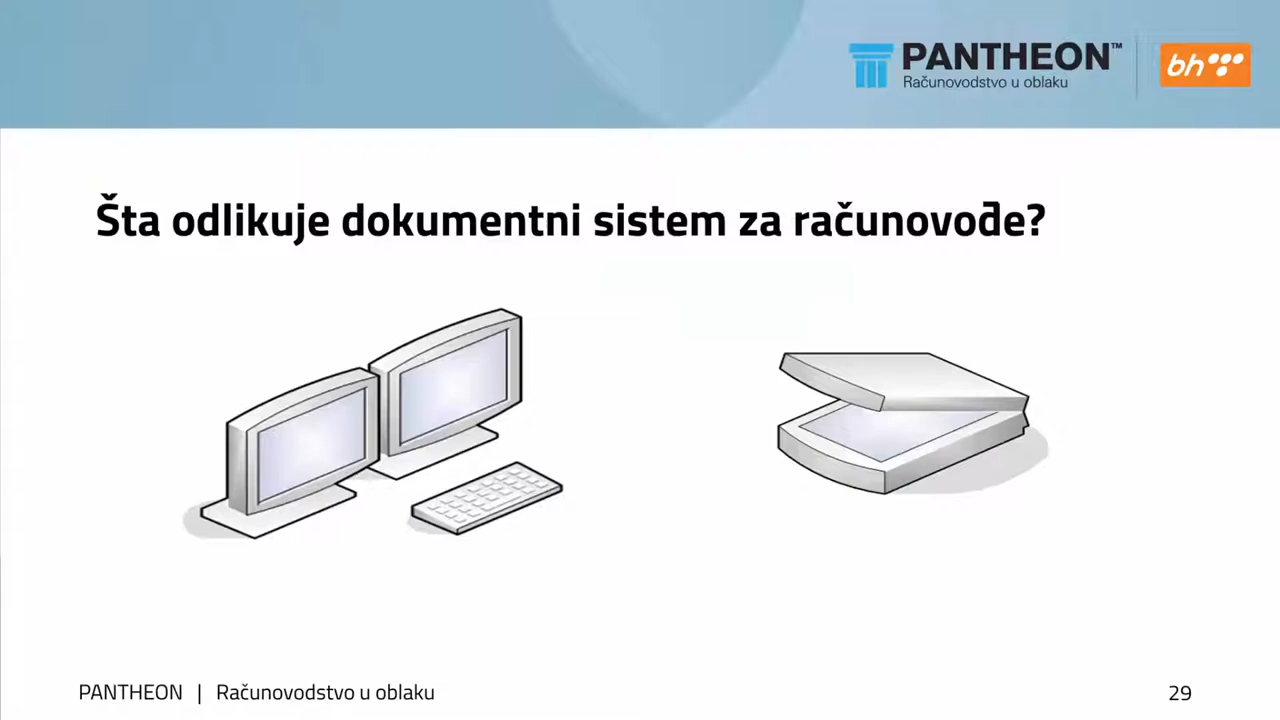 PANTHEON™
Računovodstvo u oblaku
bh
Šta odlikuje dokumentni sistem za računovođe?
PANTHEON | Računovodstvo u oblaku
29